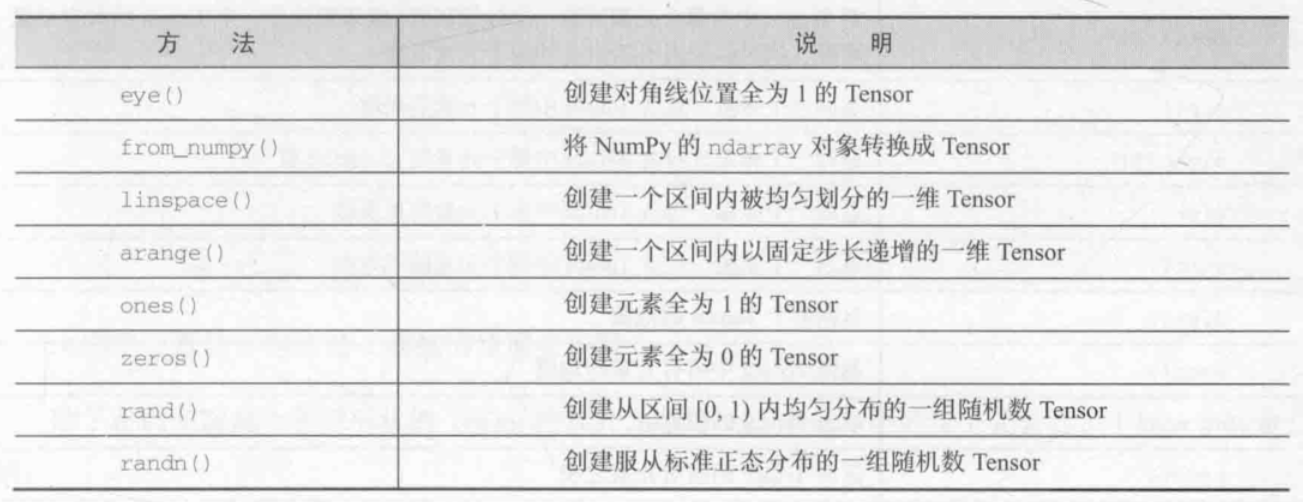 方 法 说 明
eye() 创建对角线位置全为 1 的 Tensor
from_numpy() 将 NumPy 的 ndarray 对象转换成 Tensor
linspace() 创建一个区间内被均匀划分的一维 Tensor
arange() 创建一个区间内以固定步长递增的一维 Tensor
ones() 创建元素全为 1 的 Tensor
zeros() 创建元素全为 0 的 Tensor
rand() 创建从区间 [0, 1) 内均匀分布的一组随机数 Tensor
randn() 创建服从标准正态分布的一组随机数 Tensor